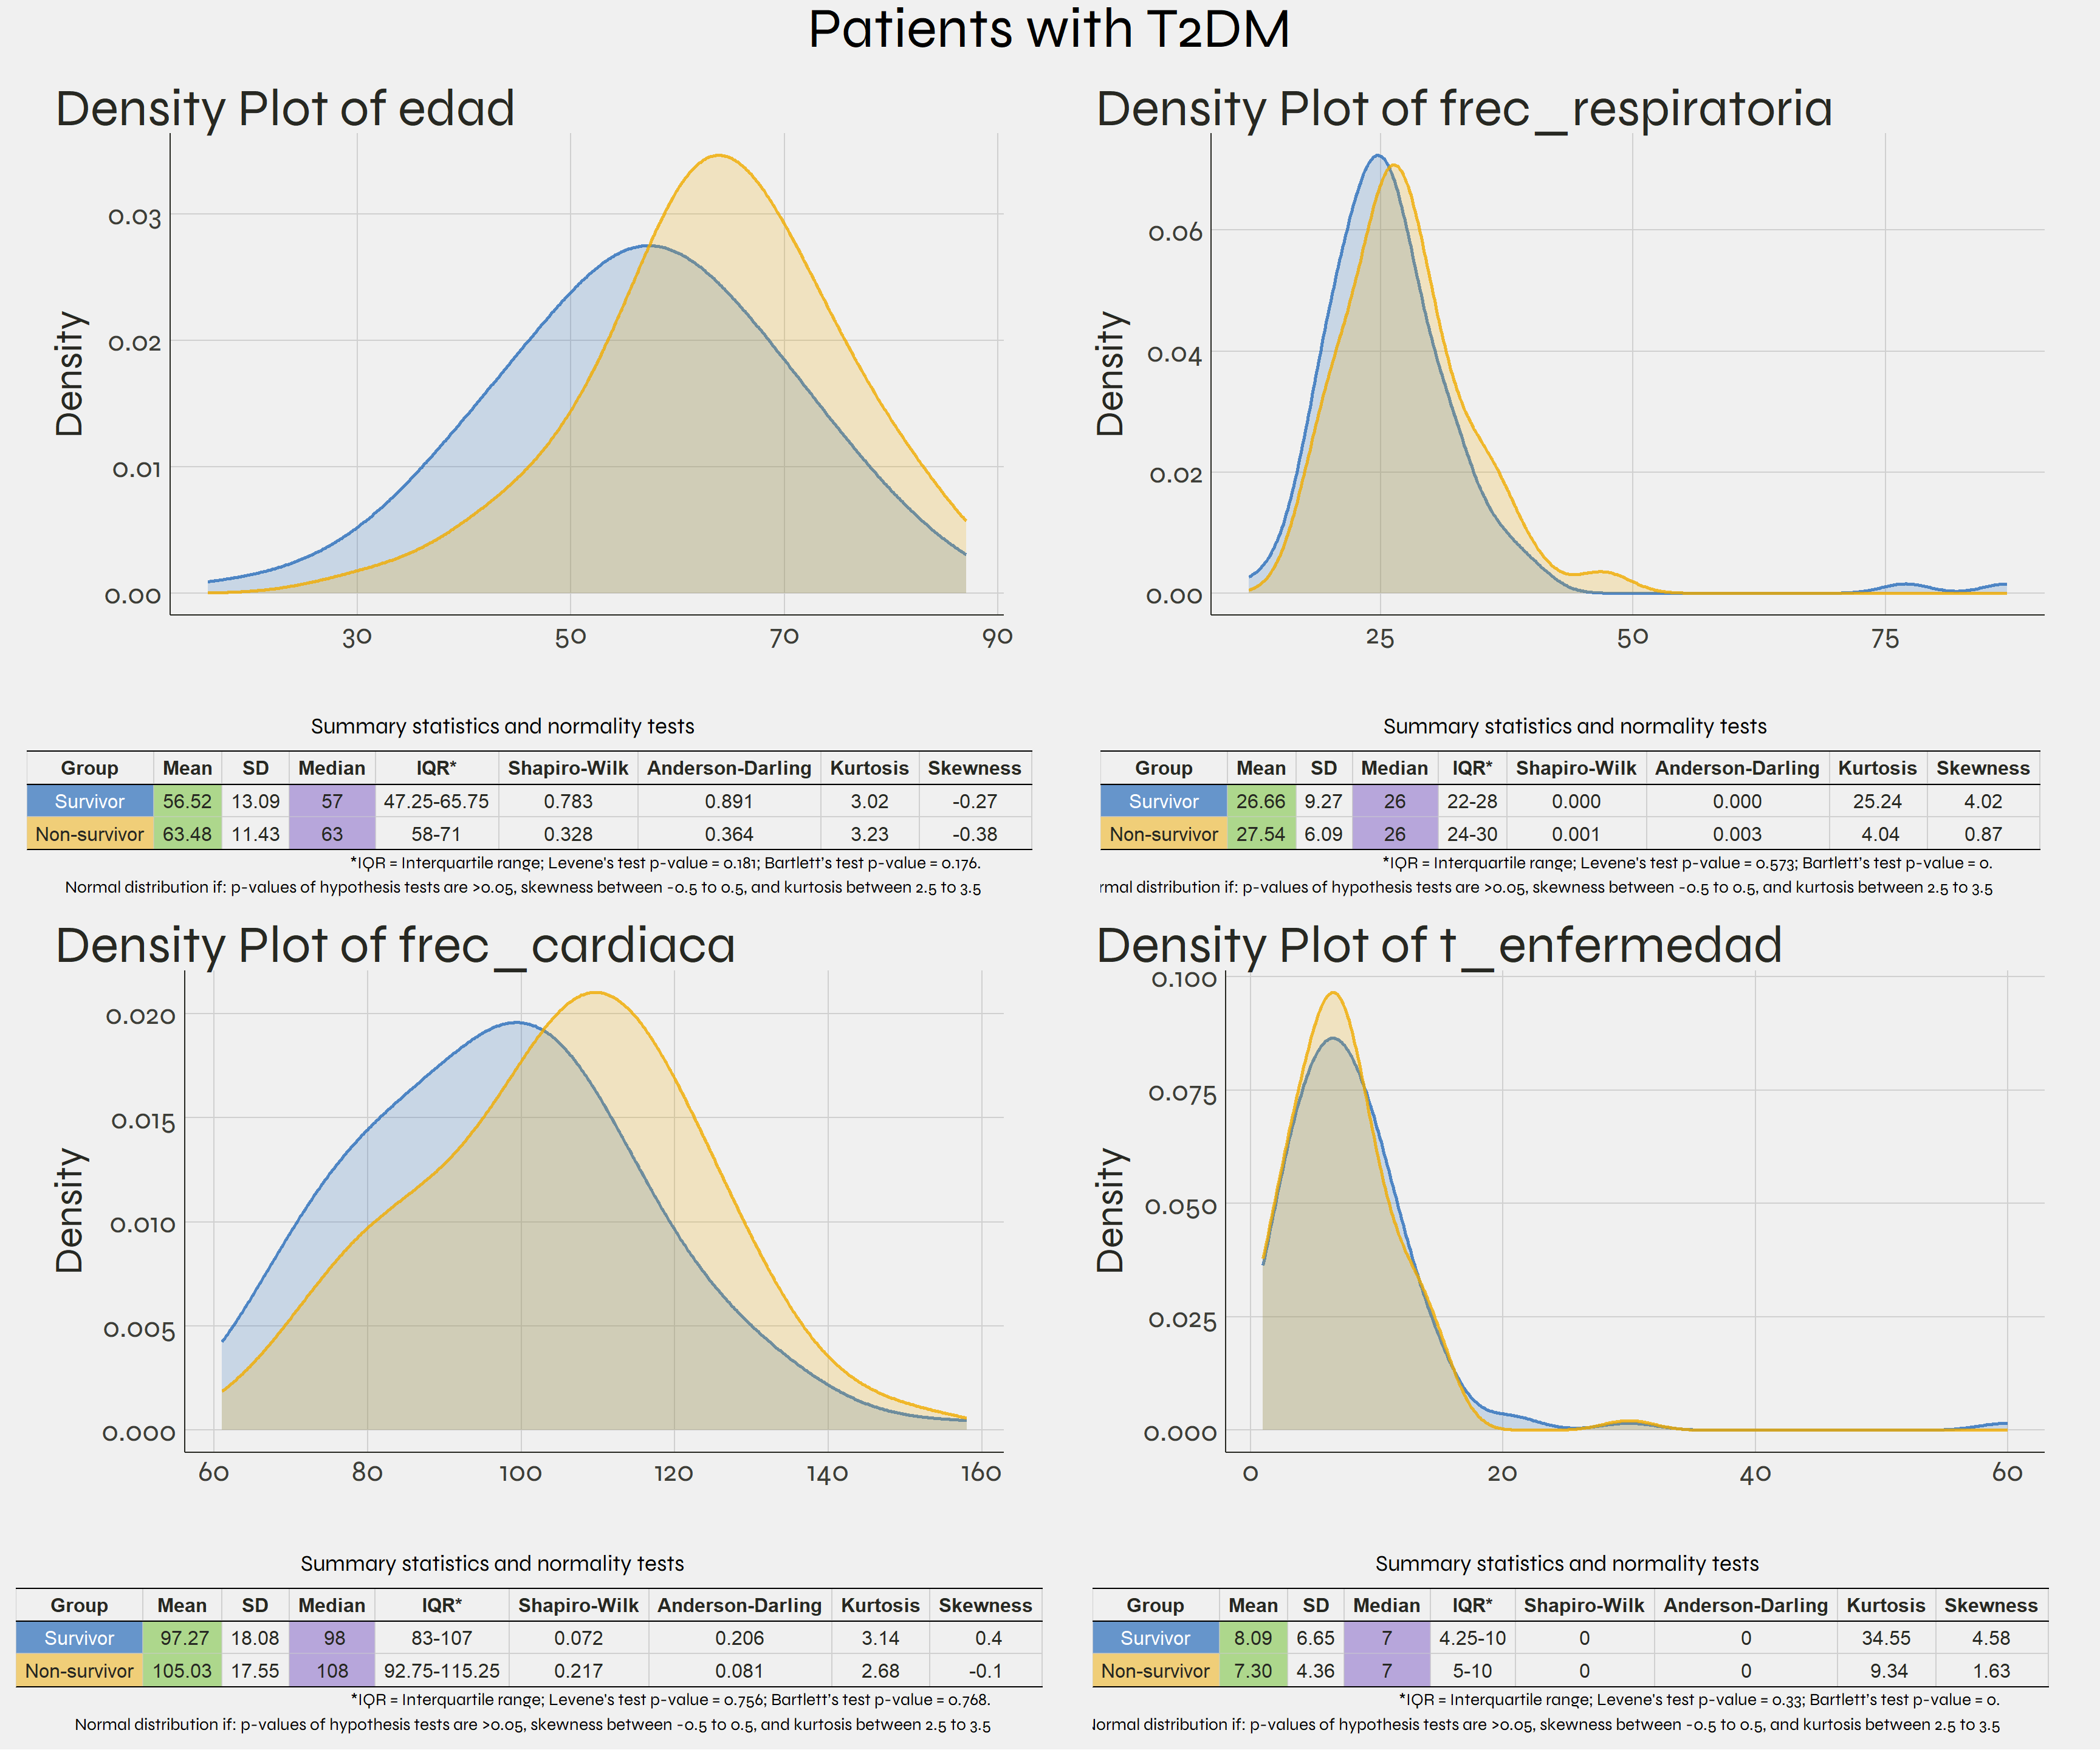 Patients with T2DM
Density Plot of edad
Density
0.03
0.02
0.01
0.00
30 50 70 90
Summary statistics and normality tests
Group Mean SD Median IQR* Shapiro-Wilk Anderson-Darling Kurtosis Skewness
Survivor 56.52 13.09 57 47.25-65.75 0.783 0.891 3.02 -0.27
Non-survivor 63.48 11.43 63 58-71 0.328 0.364 3.23 -0.38
*IQR = Interquartile range; Levene's test p-value = 0.181; Bartlett's test p-value = 0.176.
Normal distribution if: p-values of hypothesis tests are >0.05, skewness between -0.5 to 0.5, and kurtosis between 2.5 to 3.5
Density Plot of frec_respiratoria
Density
0.06
0.04
0.02
0.00
25 50 75
Summary statistics and normality tests
Group Mean SD Median IQR* Shapiro-Wilk Anderson-Darling Kurtosis Skewness
Survivor 26.66 9.27 26 22-28 0.000 0.000 25.24 4.02
Non-survivor 27.54 6.09 26 24-30 0.001 0.003 4.04 0.87
*IQR = Interquartile range; Levene's test p-value = 0.573; Bartlett's test p-value = 0.
rmal distribution if: p-values of hypothesis tests are >0.05, skewness between -0.5 to 0.5, and kurtosis between 2.5 to 3.5
Density Plot of frec_cardiaca
Density
0.020
0.015
0.010
0.005
0.000
60 80 100 120 140 160
Summary statistics and normality tests
Group Mean SD Median IQR* Shapiro-Wilk Anderson-Darling Kurtosis Skewness
Survivor 97.27 18.08 98 83-107 0.072 0.206 3.14 0.4
Non-survivor 105.03 17.55 108 92.75-115.25 0.217 0.081 2.68 -0.1
*IQR = Interquartile range; Levene's test p-value = 0.756; Bartlett's test p-value = 0.768.
Normal distribution if: p-values of hypothesis tests are >0.05, skewness between -0.5 to 0.5, and kurtosis between 2.5 to 3.5
Density Plot of t_enfermedad
Density
0.100
0.075
0.050
0.025
0.000
0 20 40 60
Summary statistics and normality tests
Group Mean SD Median IQR* Shapiro-Wilk Anderson-Darling Kurtosis Skewness
Survivor 8.09 6.65 7 4.25-10 0 0 34.55 4.58
Non-survivor 7.30 4.36 7 5-10 0 0 9.34 1.63
*IQR = Interquartile range; Levene's test p-value = 0.33; Bartlett's test p-value = 0.
ormal distribution if: p-values of hypothesis tests are >0.05, skewness between -0.5 to 0.5, and kurtosis between 2.5 to 3.5